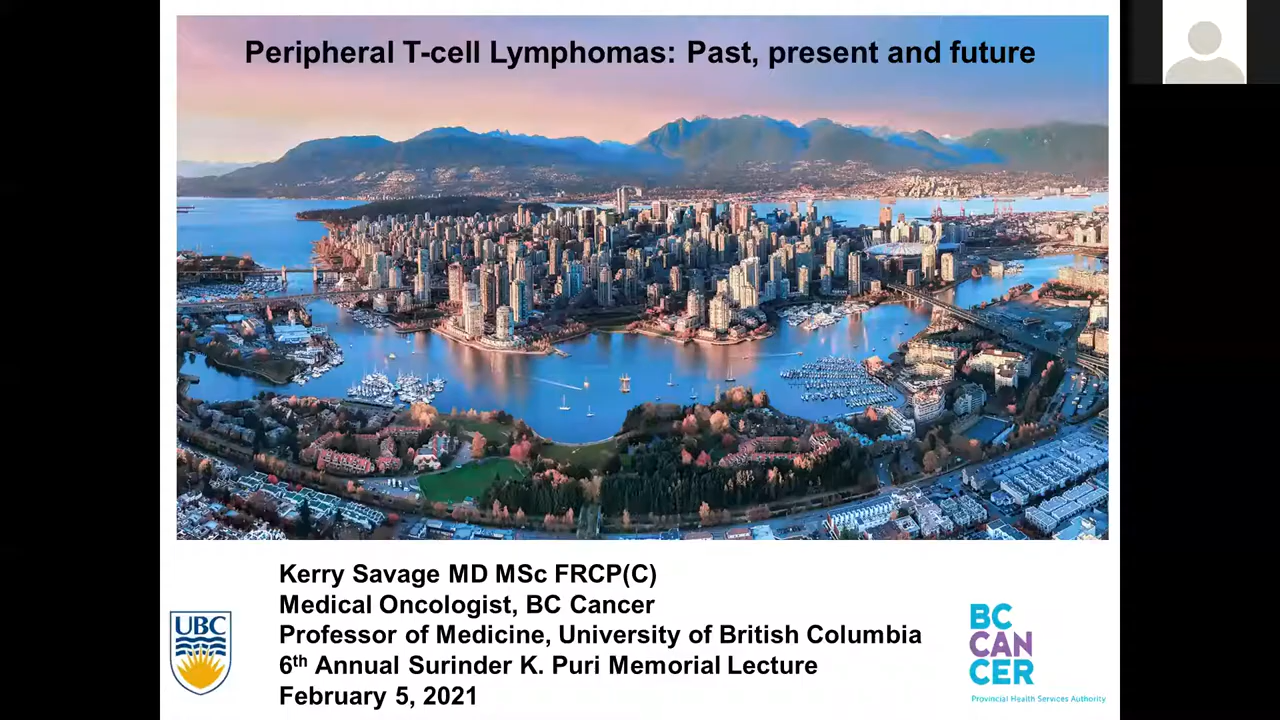 Peripheral T-cell Lymphomas: Past, present and future
Kerry Savage MD MSc FRCP(C)
Medical Oncologist, BC Cancer
Professor of Medicine, University of British Columbia
6th Annual Surinder K. Puri Memorial Lecture
February 5, 2021
UBC
BC
CAN
CER
Provincial Health Services Authority